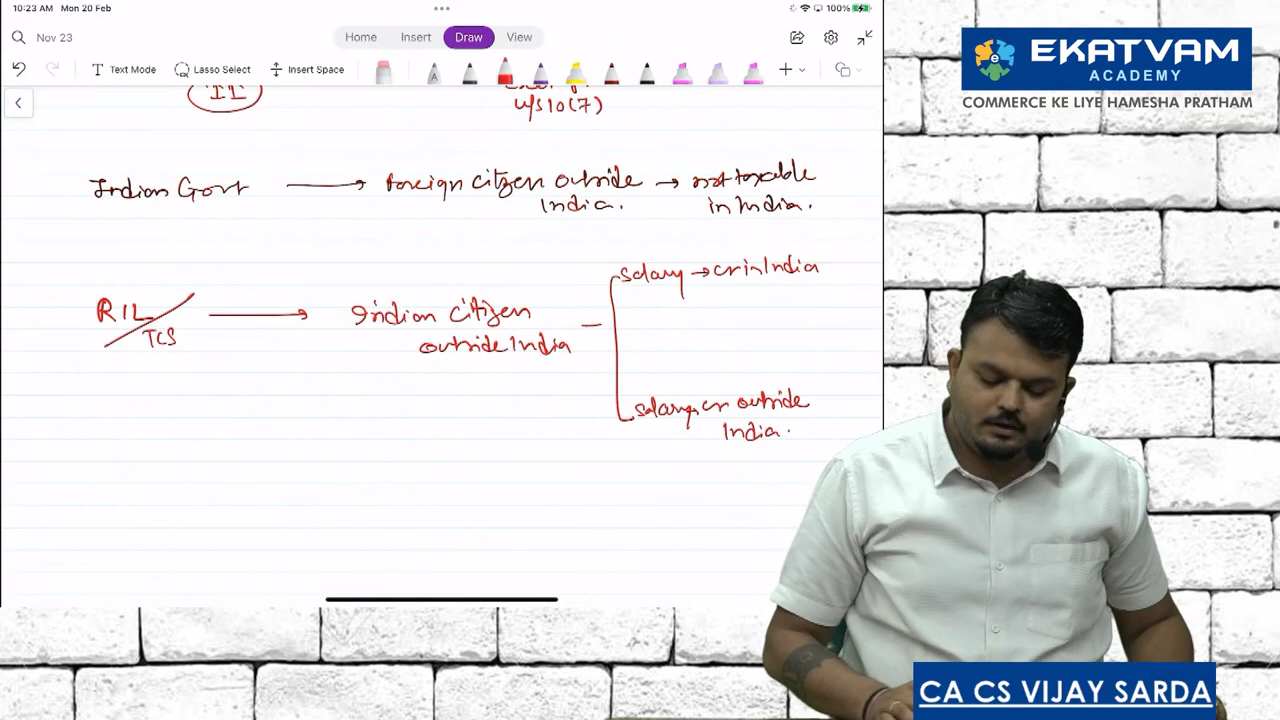 10:23 AM Mon 20 Feb
100%
Nov 23
Home Insert Draw View
Text Mode Lasso Select Insert Space
u/s 10(7)
Indian Govt → foreign citizen outside India. → not taxable in India.
RIL/TCS → Indian citizen outside India
salary → cr in India
salary cr outside India.
EKATVAM
ACADEMY
COMMERCE KE LIYE HAMESHA PRATHAM
CA CS VIJAY SARDA